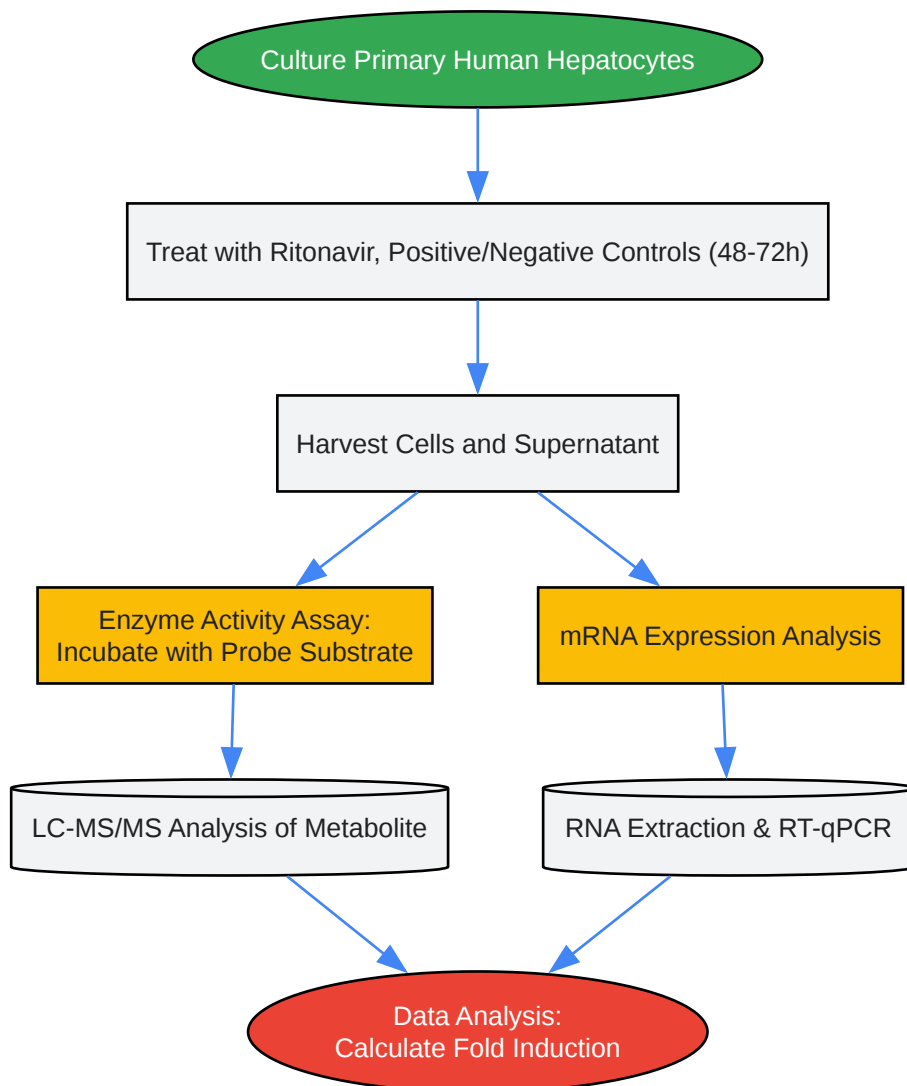 Culture Primary Human Hepatocytes
Treat with Ritonavir, Positive/Negative Controls (48-72h)
Harvest Cells and Supernatant
Enzyme Activity Assay:
Incubate with Probe Substrate
mRNA Expression Analysis
LC-MS/MS Analysis of Metabolite
RNA Extraction & RT-qPCR
Data Analysis:
Calculate Fold Induction